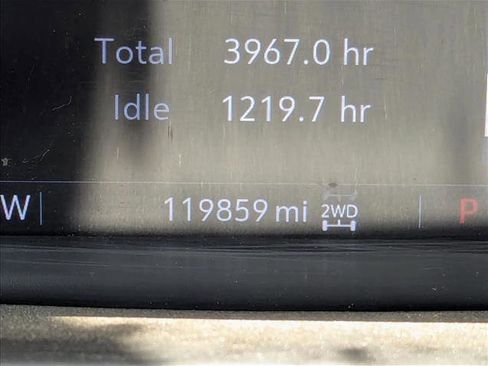 Total 3967.0 hr
Idle 1219.7 hr
W 119859 mi 2WD P